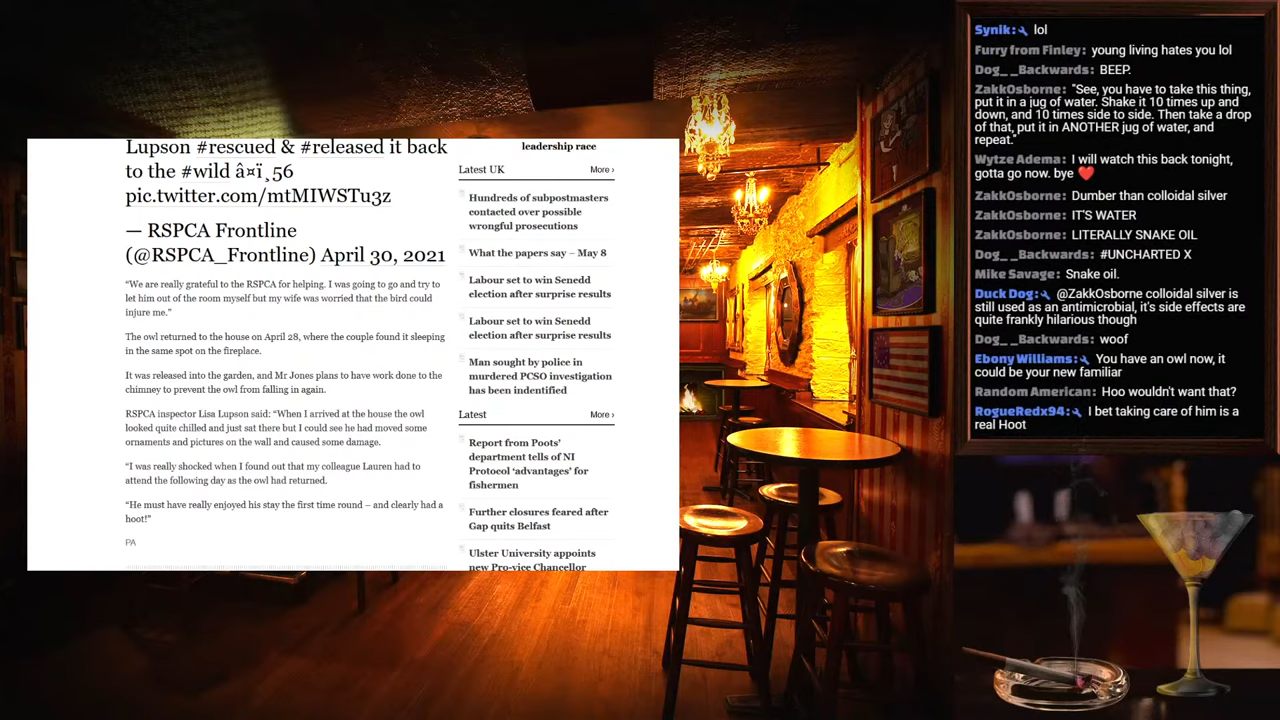 Lupson #rescued & #released it back
to the #wild â¤ï¸56
pic.twitter.com/mtMIWSTu3z
— RSPCA Frontline
(@RSPCA_Frontline) April 30, 2021
“We are really grateful to the RSPCA for helping. I was going to go and try to
let him out of the room myself but my wife was worried that the bird could
injure me.”
The owl returned to the house on April 28, where the couple found it sleeping
in the same spot on the fireplace.
It was released into the garden, and Mr Jones plans to have work done to the
chimney to prevent the owl from falling in again.
RSPCA inspector Lisa Lupson said: “When I arrived at the house the owl
looked quite chilled and just sat there but I could see he had moved some
ornaments and pictures on the wall and caused some damage.
“I was really shocked when I found out that my colleague Lauren had to
attend the following day as the owl had returned.
“He must have really enjoyed his stay the first time round – and clearly had a
hoot!”
PA
leadership race
Latest UK
More ›
Hundreds of subpostmasters
contacted over possible
wrongful prosecutions
What the papers say – May 8
Labour set to win Senedd
election after surprise results
Labour set to win Senedd
election after surprise results
Man sought by police in
murdered PCSO investigation
has been indentified
Latest
More ›
Report from Poots’
department tells of NI
Protocol ‘advantages’ for
fishermen
Further closures feared after
Gap quits Belfast
Ulster University appoints
new Pro-vice Chancellor
Synik: lol
Furry from Finley: young living hates you lol
Dog_ _Backwards: BEEP.
ZakkOsborne: "See, you have to take this thing,
put it in a jug of water. Shake it 10 times up and
down, and 10 times side to side. Then take a drop
of that, put it in ANOTHER jug of water, and
repeat."
Wytze Adema: I will watch this back tonight,
gotta go now. bye ❤️
ZakkOsborne: Dumber than colloidal silver
ZakkOsborne: IT'S WATER
ZakkOsborne: LITERALLY SNAKE OIL
Dog_ _Backwards: #UNCHARTED X
Mike Savage: Snake oil.
Duck Dog: @ZakkOsborne colloidal silver is
still used as an antimicrobial, it's side effects are
quite frankly hilarious though
Dog_ _Backwards: woof
Ebony Williams: You have an owl now, it
could be your new familiar
Random American: Hoo wouldn't want that?
RogueRedx94: I bet taking care of him is a
real Hoot